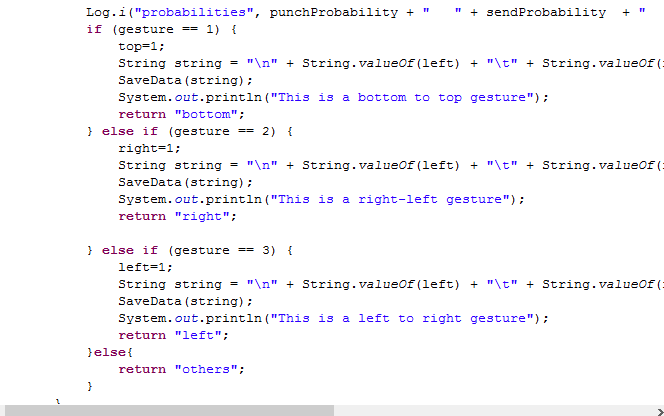 Log.i("probabilities", punchProbability + "   " + sendProbability  + "
if (gesture == 1) {
top=1;
String string = "\n" + String.valueOf(left) + "\t" + String.valueOf(
SaveData(string);
System.out.println("This is a bottom to top gesture");
return "bottom";
} else if (gesture == 2) {
right=1;
String string = "\n" + String.valueOf(left) + "\t" + String.valueOf(
SaveData(string);
System.out.println("This is a right-left gesture");
return "right";
} else if (gesture == 3) {
left=1;
String string = "\n" + String.valueOf(left) + "\t" + String.valueOf(
SaveData(string);
System.out.println("This is a left to right gesture");
return "left";
}else{
return "others";
}